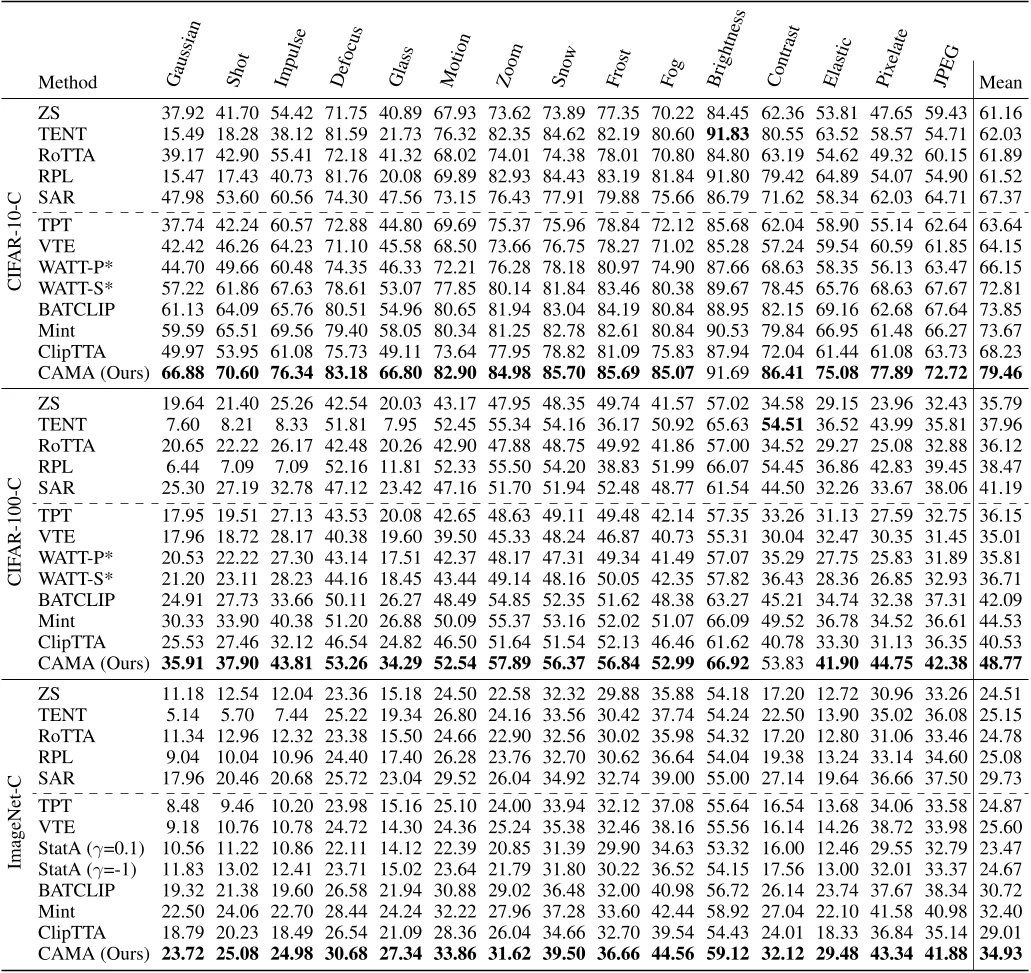 Method Gaussian Shot Impulse Defocus Glass Motion Zoom Snow Frost Fog Brightness Contrast Elastic Pixelate JPEG Mean
CIFAR-10-C
ZS 37.92 41.70 54.42 71.75 40.89 67.93 73.62 73.89 77.35 70.22 84.45 62.36 53.81 47.65 59.43 61.16
TENT 15.49 18.28 38.12 81.59 21.73 76.32 82.35 84.62 82.19 80.60 91.83 80.55 63.52 58.57 54.71 62.03
RoTTA 39.17 42.90 55.41 72.18 41.32 68.02 74.01 74.38 78.01 70.80 84.80 63.19 54.62 49.32 60.15 61.89
RPL 15.47 17.43 40.73 81.76 20.08 69.89 82.93 84.43 83.19 81.84 91.80 79.42 64.89 54.07 54.90 61.52
SAR 47.98 53.60 60.56 74.30 47.56 73.15 76.43 77.91 79.88 75.66 86.79 71.62 58.34 62.03 64.71 67.37
TPT 37.74 42.24 60.57 72.88 44.80 69.69 75.37 75.96 78.84 72.12 85.68 62.04 58.90 55.14 62.64 63.64
VTE 42.42 46.26 64.23 71.10 45.58 68.50 73.66 76.75 78.27 71.02 85.28 57.24 59.54 60.59 61.85 64.15
WATT-P* 44.70 49.66 60.48 74.35 46.33 72.21 76.28 78.18 80.97 74.90 87.66 68.63 58.35 56.13 63.47 66.15
WATT-S* 57.22 61.86 67.63 78.61 53.07 77.85 80.14 81.84 83.46 80.38 89.67 78.45 65.76 68.63 67.67 72.81
BATCLIP 61.13 64.09 65.76 80.51 54.96 80.65 81.94 83.04 84.19 80.84 88.95 82.15 69.16 62.68 67.64 73.85
Mint 59.59 65.51 69.56 79.40 58.05 80.34 81.25 82.78 82.61 80.84 90.53 79.84 66.95 61.48 66.27 73.67
ClipTTA 49.97 53.95 61.08 75.73 49.11 73.64 77.95 78.82 81.09 75.83 87.94 72.04 61.44 61.08 63.73 68.23
CAMA (Ours) 66.88 70.60 76.34 83.18 66.80 82.90 84.98 85.70 85.69 85.07 91.69 86.41 75.08 77.89 72.72 79.46
CIFAR-100-C
ZS 19.64 21.40 25.26 42.54 20.03 43.17 47.95 48.35 49.74 41.57 57.02 34.58 29.15 23.96 32.43 35.79
TENT 7.60 8.21 8.33 51.81 7.95 52.45 55.34 54.16 36.17 50.92 65.63 54.51 36.52 43.99 35.81 37.96
RoTTA 20.65 22.22 26.17 42.48 20.26 42.90 47.88 48.75 49.92 41.86 57.00 34.52 29.27 25.08 32.88 36.12
RPL 6.44 7.09 7.09 52.16 11.81 52.33 55.50 54.20 38.83 51.99 66.07 54.45 36.86 42.83 39.45 38.47
SAR 25.30 27.19 32.78 47.12 23.42 47.16 51.70 51.94 52.48 48.77 61.54 44.50 32.26 33.67 38.06 41.19
TPT 17.95 19.51 27.13 43.53 20.08 42.65 48.63 49.11 49.48 42.14 57.35 33.26 31.13 27.59 32.75 36.15
VTE 17.96 18.72 28.17 40.38 19.60 39.50 45.33 48.24 46.87 40.73 55.31 30.04 32.47 30.35 31.45 35.01
WATT-P* 20.53 22.22 27.30 43.14 17.51 42.37 48.17 47.31 49.34 41.49 57.07 35.29 27.75 25.83 31.89 35.81
WATT-S* 21.20 23.11 28.23 44.16 18.45 43.44 49.14 48.16 50.05 42.35 57.82 36.43 28.36 26.85 32.93 36.71
BATCLIP 24.91 27.73 33.66 50.11 26.27 48.49 54.85 52.35 51.62 48.38 63.27 45.21 34.74 32.38 37.31 42.09
Mint 30.33 33.90 40.38 51.20 26.88 50.09 55.37 53.16 52.02 51.07 66.09 49.52 36.78 34.52 36.61 44.53
ClipTTA 25.53 27.46 32.12 46.54 24.82 46.50 51.64 51.54 52.13 46.46 61.62 40.78 33.30 31.13 36.35 40.53
CAMA (Ours) 35.91 37.90 43.81 53.26 34.29 52.54 57.89 56.37 56.84 52.99 66.92 53.83 41.90 44.75 42.38 48.77
ImageNet-C
ZS 11.18 12.54 12.04 23.36 15.18 24.50 22.58 32.32 29.88 35.88 54.18 17.20 12.72 30.96 33.26 24.51
TENT 5.14 5.70 7.44 25.22 19.34 26.80 24.16 33.56 30.42 37.74 54.24 22.50 13.90 35.02 36.08 25.15
RoTTA 11.34 12.96 12.32 23.38 15.50 24.66 22.90 32.56 30.02 35.98 54.32 17.20 12.80 31.06 33.46 24.78
RPL 9.04 10.04 10.96 24.40 17.40 26.28 23.76 32.70 30.62 36.64 54.04 19.38 13.24 33.14 34.60 25.08
SAR 17.96 20.46 20.68 25.72 23.04 29.52 26.04 34.92 32.74 39.00 55.00 27.14 19.64 36.66 37.50 29.73
TPT 8.48 9.46 10.20 23.98 15.16 25.10 24.00 33.94 32.12 37.08 55.64 16.54 13.68 34.06 33.58 24.87
VTE 9.18 10.76 10.78 24.72 14.30 24.36 25.24 35.38 32.46 38.16 55.56 16.14 14.26 38.72 33.98 25.60
StatA (γ=0.1) 10.56 11.22 10.86 22.11 14.12 22.39 20.85 31.39 29.90 34.63 53.32 16.00 12.46 29.55 32.79 23.47
StatA (γ=-1) 11.83 13.02 12.41 23.71 15.02 23.64 21.79 31.80 30.22 36.52 54.15 17.56 13.00 32.01 33.37 24.67
BATCLIP 19.32 21.38 19.60 26.58 21.94 30.88 29.02 36.48 32.00 40.98 56.72 26.14 23.74 37.67 38.34 30.72
Mint 22.50 24.06 22.70 28.44 24.24 32.22 27.96 37.28 33.60 42.44 58.92 27.04 22.10 41.58 40.98 32.40
ClipTTA 18.79 20.23 18.49 26.54 21.09 28.36 26.04 34.66 32.70 39.54 54.43 24.01 18.33 36.84 35.14 29.01
CAMA (Ours) 23.72 25.08 24.98 30.68 27.34 33.86 31.62 39.50 36.66 44.56 59.12 32.12 29.48 43.34 41.88 34.93